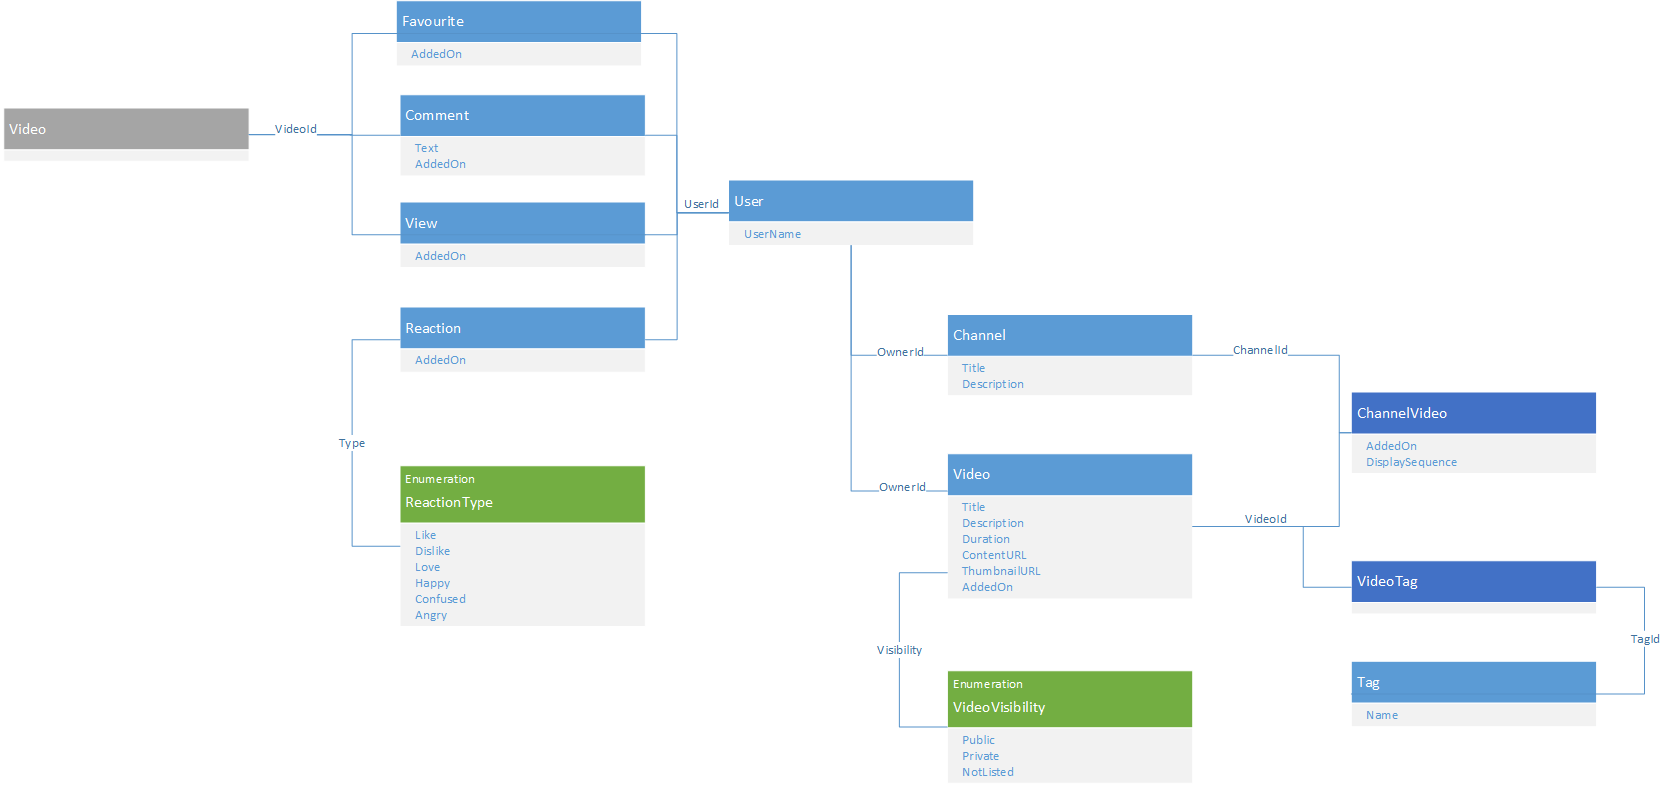 Favourite
AddedOn
Video
VideoId
Comment
Text
AddedOn
View
AddedOn
UserId
User
UserName
Reaction
AddedOn
Type
Enumeration
ReactionType
Like
Dislike
Love
Happy
Confused
Angry
OwnerId
Channel
Title
Description
ChannelId
ChannelVideo
AddedOn
DisplaySequence
OwnerId
Video
Title
Description
Duration
ContentURL
ThumbnailURL
AddedOn
VideoId
VideoTag
TagId
Tag
Name
Visibility
Enumeration
VideoVisibility
Public
Private
NotListed